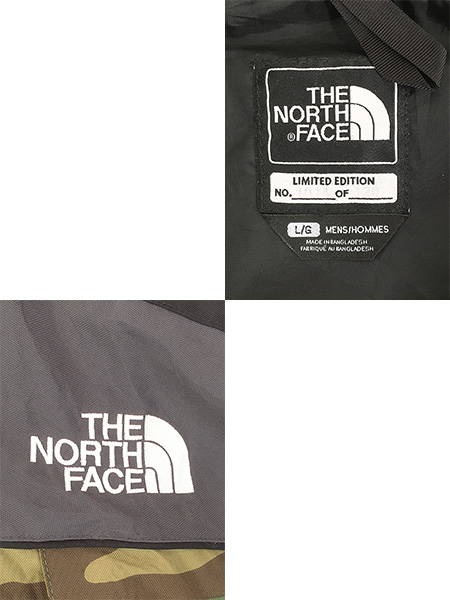 THE
NORTH
® FACE
LIMITED EDITION
NO. OF
L/G MENS/HOMMES
MADE IN BANGLADESH
FABRIQUÉ AU BANGLADESH
THE
NORTH
FACE